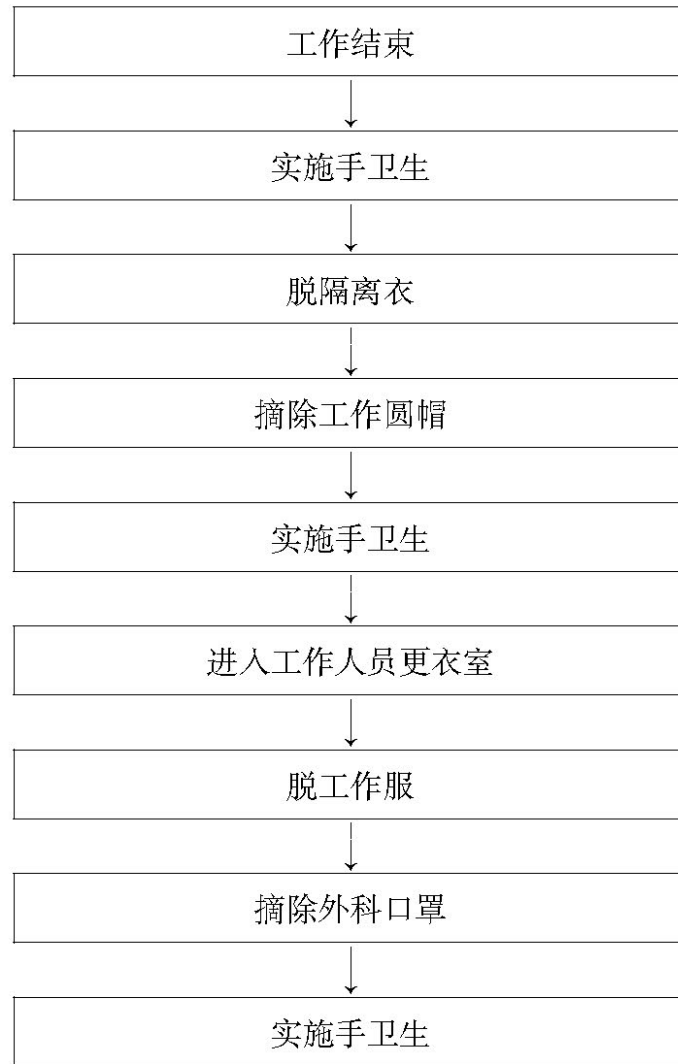 工作结束
实施手卫生
脱隔离衣
摘除工作圆帽
实施手卫生
进入工作人员更衣室
脱工作服
摘除外科口罩
实施手卫生